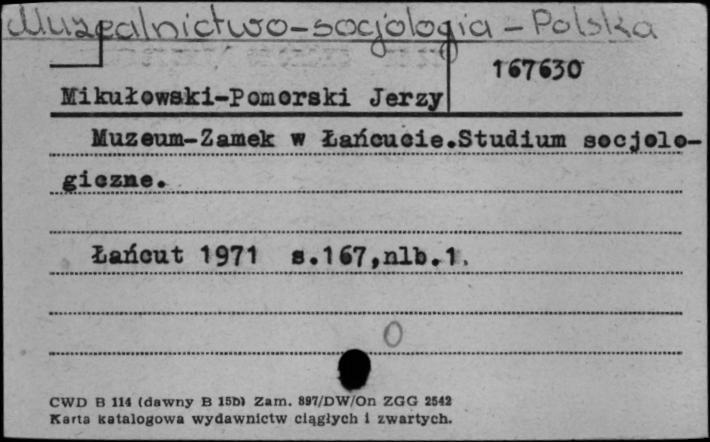 Muzealnictwo-socjologia - Polska
167630
Mikułowski-Pomorski Jerzy
Muzeum-Zamek w Łańcucie.Studium socjolo-
giczne.
Łańcut 1971 s.167,nlb.1.
0
CWD B 114 (dawny B 15b) Zam. 897/DW/On ZGG 2542
Karta katalogowa wydawnictw ciągłych i zwartych.